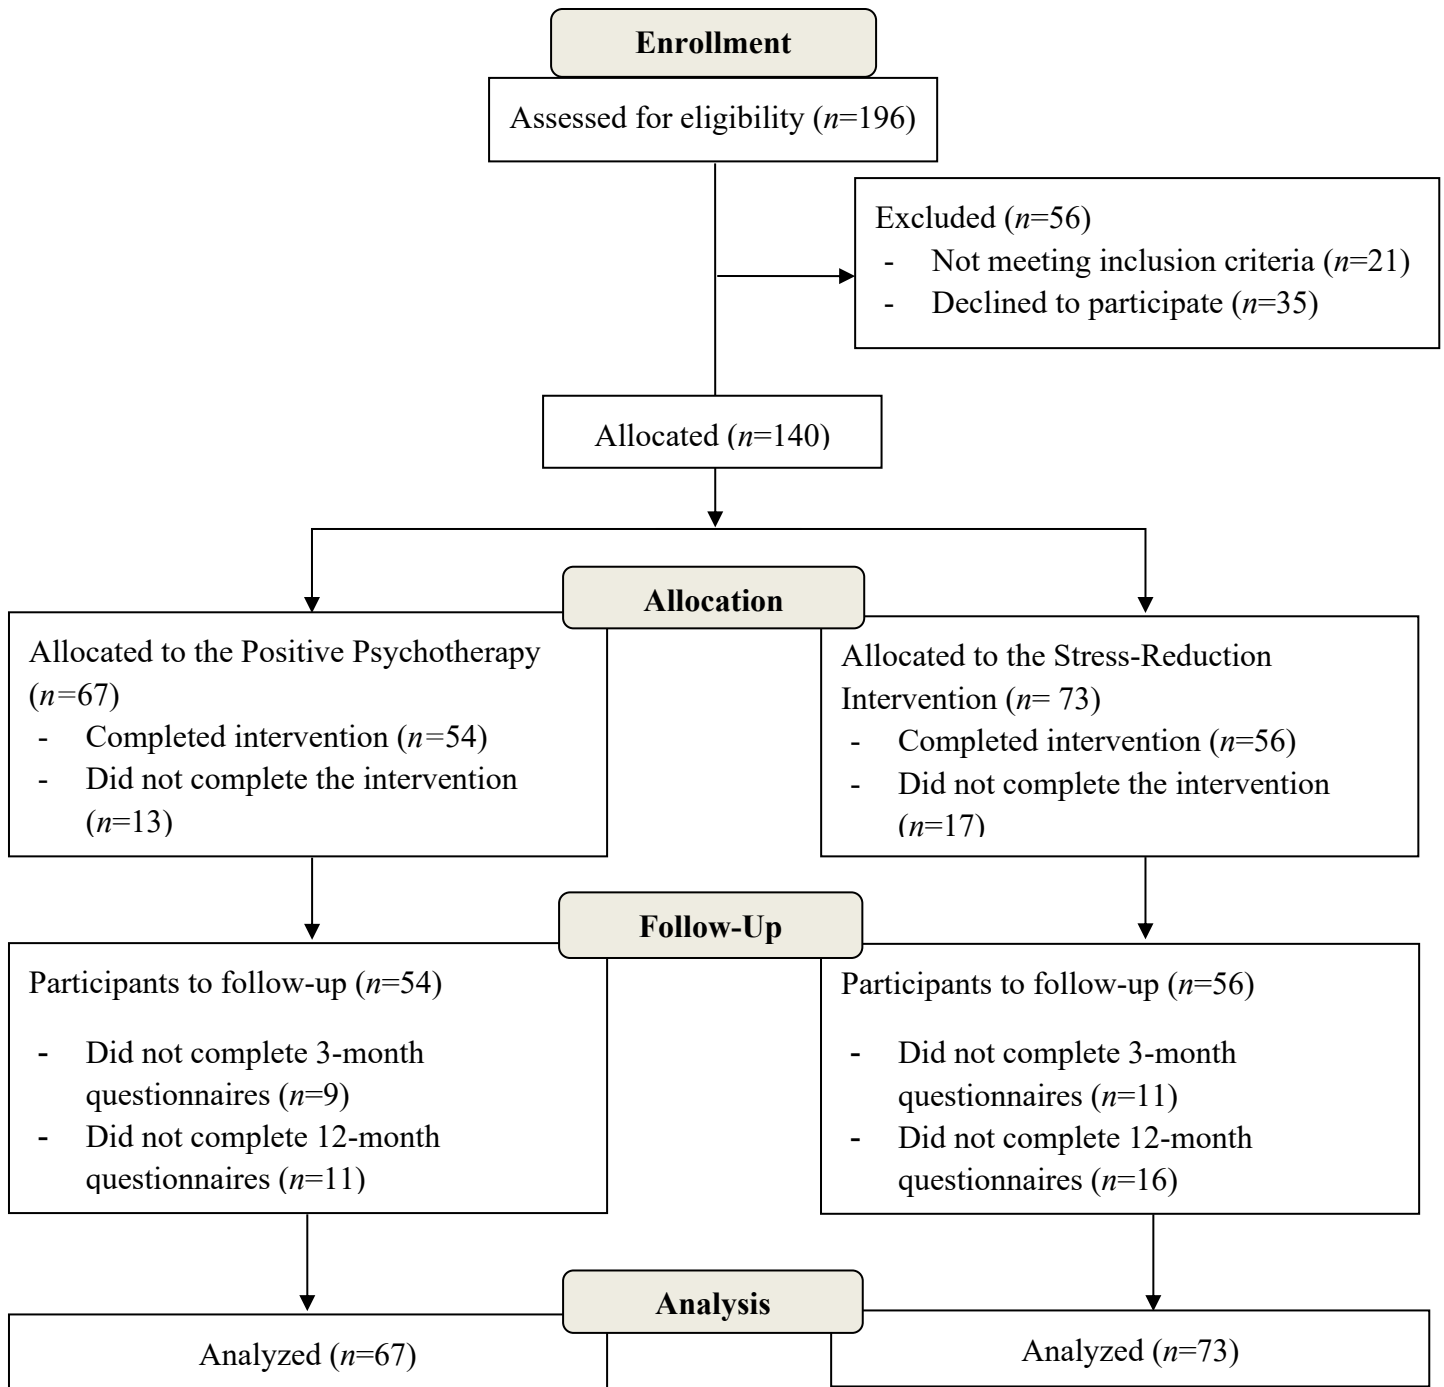 Enrollment
Assessed for eligibility (n=196)
Excluded (n=56)
- Not meeting inclusion criteria (n=21)
- Declined to participate (n=35)
Allocated (n=140)
Allocation
Allocated to the Positive Psychotherapy
(n=67)
- Completed intervention (n=54)
- Did not complete the intervention
(n=13)
Allocated to the Stress-Reduction
Intervention (n= 73)
- Completed intervention (n=56)
- Did not complete the intervention
(n=17)
Follow-Up
Participants to follow-up (n=54)
- Did not complete 3-month
questionnaires (n=9)
- Did not complete 12-month
questionnaires (n=11)
Participants to follow-up (n=56)
- Did not complete 3-month
questionnaires (n=11)
- Did not complete 12-month
questionnaires (n=16)
Analysis
Analyzed (n=67)
Analyzed (n=73)